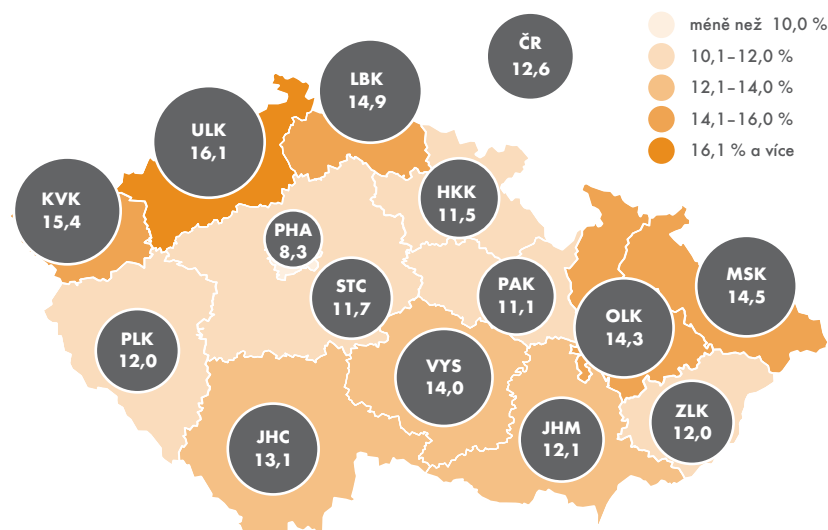 méně než 10,0 %
10,1–12,0 %
12,1–14,0 %
14,1–16,0 %
16,1 % a více
ČR
12,6
LBK
14,9
ULK
16,1
KVK
15,4
HKK
11,5
PHA
8,3
STC
11,7
PAK
11,1
MSK
14,5
OLK
14,3
PLK
12,0
VYS
14,0
ZLK
12,0
JHC
13,1
JHM
12,1